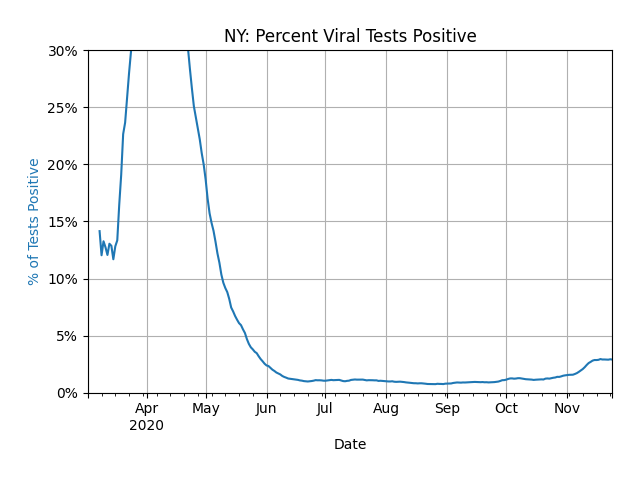 NY: Percent Viral Tests Positive
30%
25%
20%
15%
10%
5%
0%
% of Tests Positive
Apr May Jun Jul Aug Sep Oct Nov
2020
Date